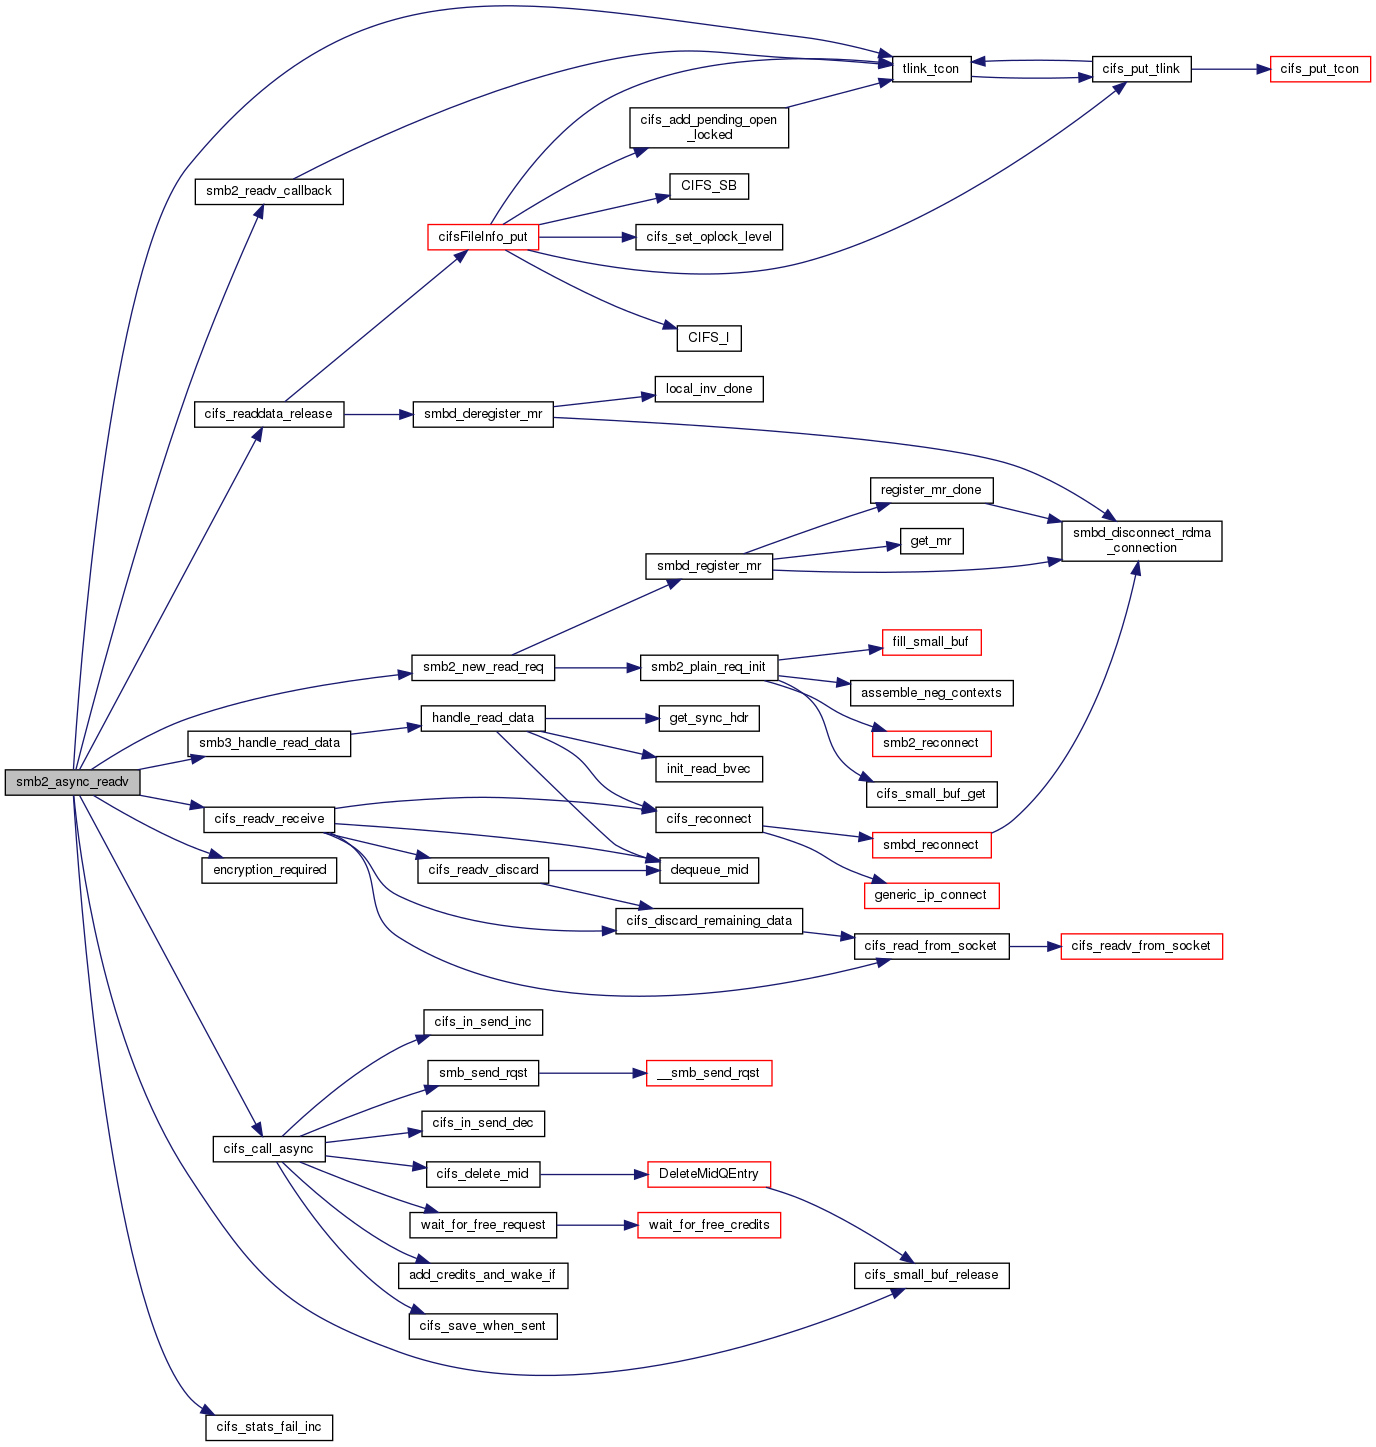 tlink_tcon
cifs_put_tlink
cifs_put_tcon
cifs_add_pending_open
_locked
smb2_readv_callback
CIFS_SB
cifsFileInfo_put
cifs_set_oplock_level
CIFS_I
local_inv_done
cifs_readdata_release
smbd_deregister_mr
register_mr_done
smbd_disconnect_rdma
_connection
get_mr
smbd_register_mr
fill_small_buf
smb2_new_read_req
smb2_plain_req_init
assemble_neg_contexts
handle_read_data
get_sync_hdr
smb3_handle_read_data
smb2_reconnect
init_read_bvec
smb2_async_readv
cifs_small_buf_get
cifs_readv_receive
cifs_reconnect
smbd_reconnect
encryption_required
cifs_readv_discard
dequeue_mid
generic_ip_connect
cifs_discard_remaining_data
cifs_read_from_socket
cifs_readv_from_socket
cifs_in_send_inc
smb_send_rqst
__smb_send_rqst
cifs_in_send_dec
cifs_call_async
cifs_delete_mid
DeleteMidQEntry
wait_for_free_request
wait_for_free_credits
add_credits_and_wake_if
cifs_small_buf_release
cifs_save_when_sent
cifs_stats_fail_inc